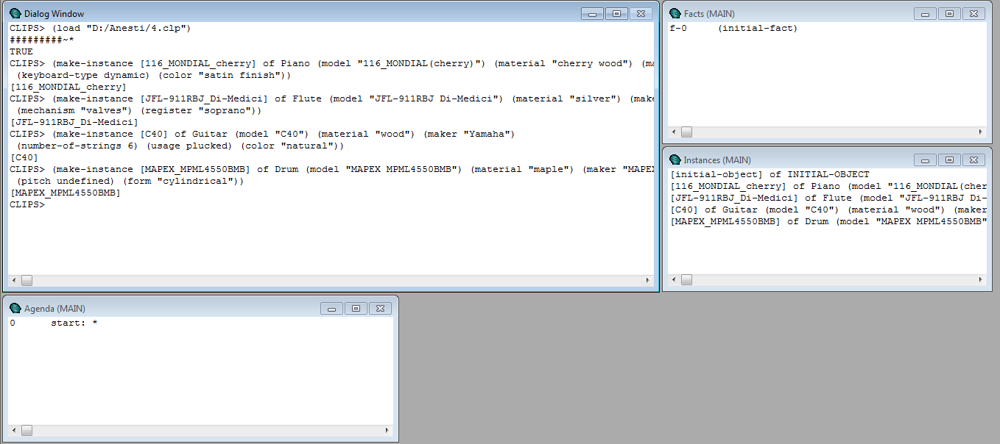 Dialog Window
CLIPS> (load "D:/Anesti/4.clp")
#########~*
TRUE
CLIPS> (make-instance [116_MONDIAL_cherry] of Piano (model "116_MONDIAL(cherry)") (material "cherry wood") (ma
(keyboard-type dynamic) (color "satin finish"))
[116_MONDIAL_cherry]
CLIPS> (make-instance [JFL-911RBJ_Di-Medici] of Flute (model "JFL-911RBJ Di-Medici") (material "silver") (make
(mechanism "valves") (register "soprano"))
[JFL-911RBJ_Di-Medici]
CLIPS> (make-instance [C40] of Guitar (model "C40") (material "wood") (maker "Yamaha")
(number-of-strings 6) (usage plucked) (color "natural"))
[C40]
CLIPS> (make-instance [MAPEX_MPML4550BMB] of Drum (model "MAPEX MPML4550BMB") (material "maple") (maker "MAPEX
(pitch undefined) (form "cylindrical"))
[MAPEX_MPML4550BMB]
CLIPS>
Facts (MAIN)
f-0 (initial-fact)
Instances (MAIN)
[initial-object] of INITIAL-OBJECT
[116_MONDIAL_cherry] of Piano (model "116_MONDIAL(cher
[JFL-911RBJ_Di-Medici] of Flute (model "JFL-911RBJ Di-
[C40] of Guitar (model "C40") (material "wood") (maker
[MAPEX_MPML4550BMB] of Drum (model "MAPEX MPML4550BMB"
Agenda (MAIN)
0 start: *